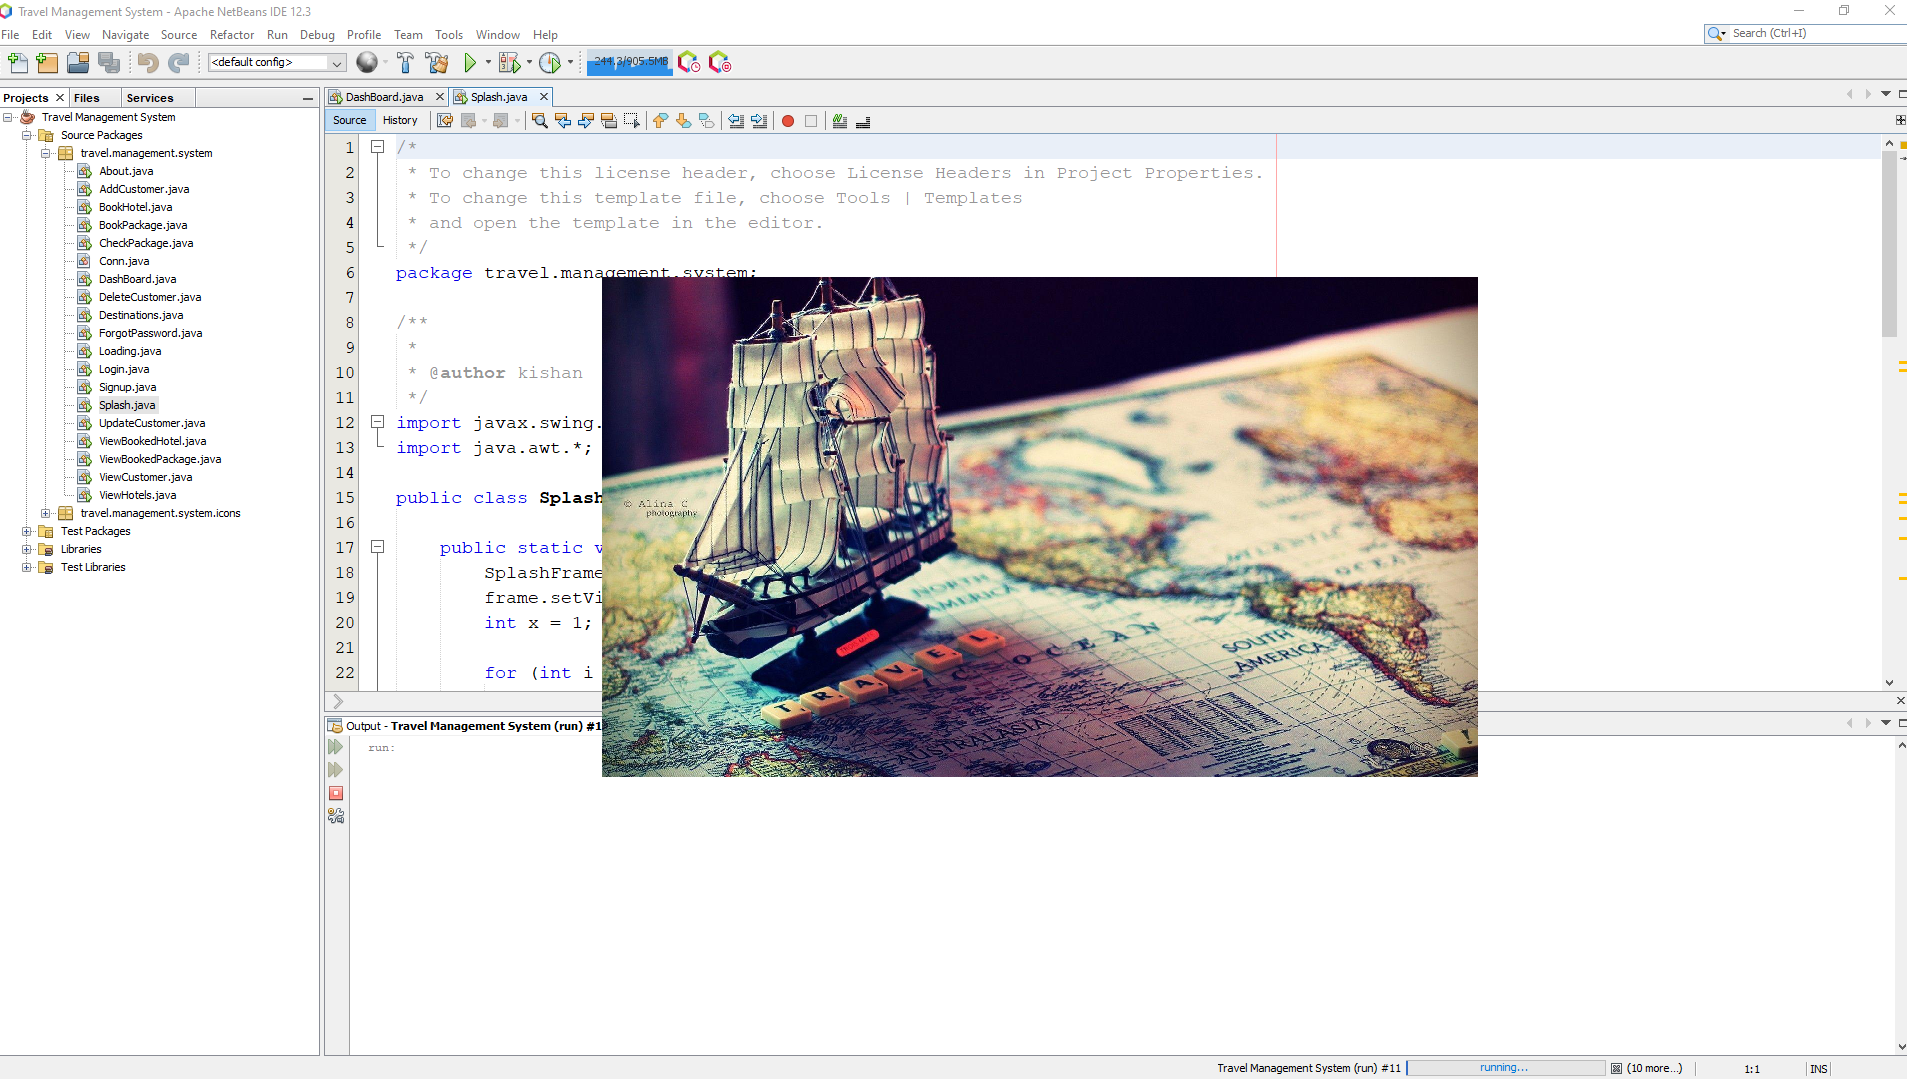 Travel Management System - Apache NetBeans IDE 12.3
File Edit View Navigate Source Refactor Run Debug Profile Team Tools Window Help
Search (Ctrl+I)
<default config>
244.3/905.5MB
Projects Files Services
DashBoard.java Splash.java
Source History
Travel Management System
Source Packages
travel.management.system
About.java
AddCustomer.java
BookHotel.java
BookPackage.java
CheckPackage.java
Conn.java
DashBoard.java
DeleteCustomer.java
Destinations.java
ForgotPassword.java
Loading.java
Login.java
Signup.java
Splash.java
UpdateCustomer.java
ViewBookedHotel.java
ViewBookedPackage.java
ViewCustomer.java
ViewHotels.java
travel.management.system.icons
Test Packages
Libraries
Test Libraries
1 /*
2 * To change this license header, choose License Headers in Project Properties.
3 * To change this template file, choose Tools | Templates
4 * and open the template in the editor.
5 */
6 package travel.management.system;
7
8 /**
9 *
10 * @author kishan
11 */
12 import javax.swing.
13 import java.awt.*;
14
15 public class Splash
16
17 public static v
18 SplashFrame
19 frame.setVi
20 int x = 1;
21
22 for (int i
© Alina C
photography
NORTH
AMERICA
ATLANTIC
OCEAN
SOUTH
AMERICA
OCEAN
TRAVEL
AUSTRALASIA
!
Output - Travel Management System (run) #1
run:
Travel Management System (run) #11 running... (10 more...) 1:1 INS